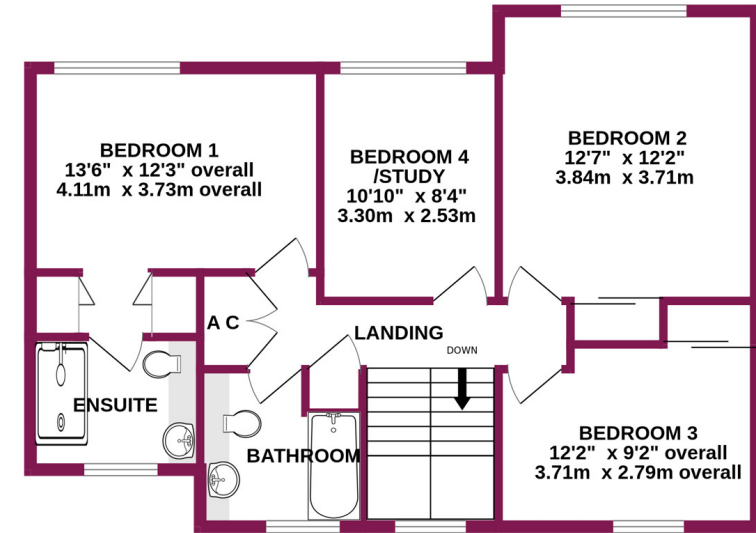 BEDROOM 1
13'6" x 12'3" overall
4.11m x 3.73m overall
BEDROOM 4
/STUDY
10'10" x 8'4"
3.30m x 2.53m
BEDROOM 2
12'7" x 12'2"
3.84m x 3.71m
A C
LANDING
DOWN
ENSUITE
BATHROOM
BEDROOM 3
12'2" x 9'2" overall
3.71m x 2.79m overall